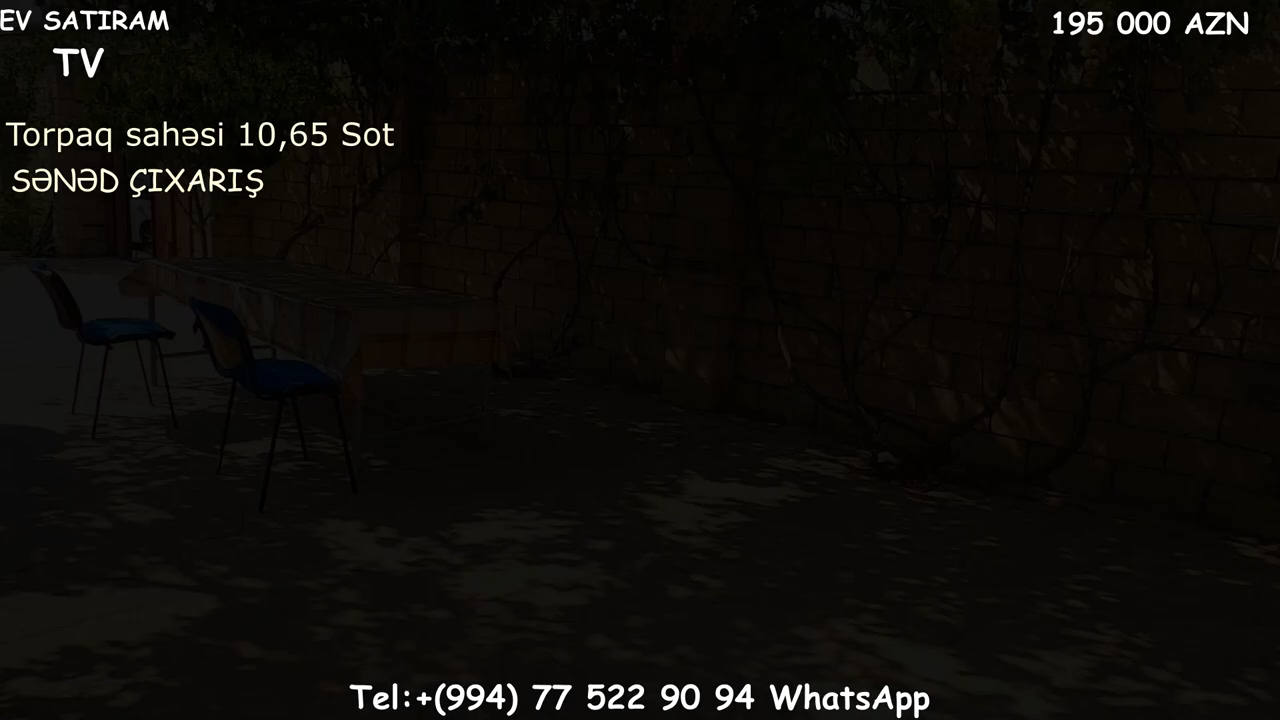 EV SATIRAM
TV
195 000 AZN
Torpaq sahəsi 10,65 Sot
SƏNƏD ÇIXARIŞ
Tel:+(994) 77 522 90 94 WhatsApp